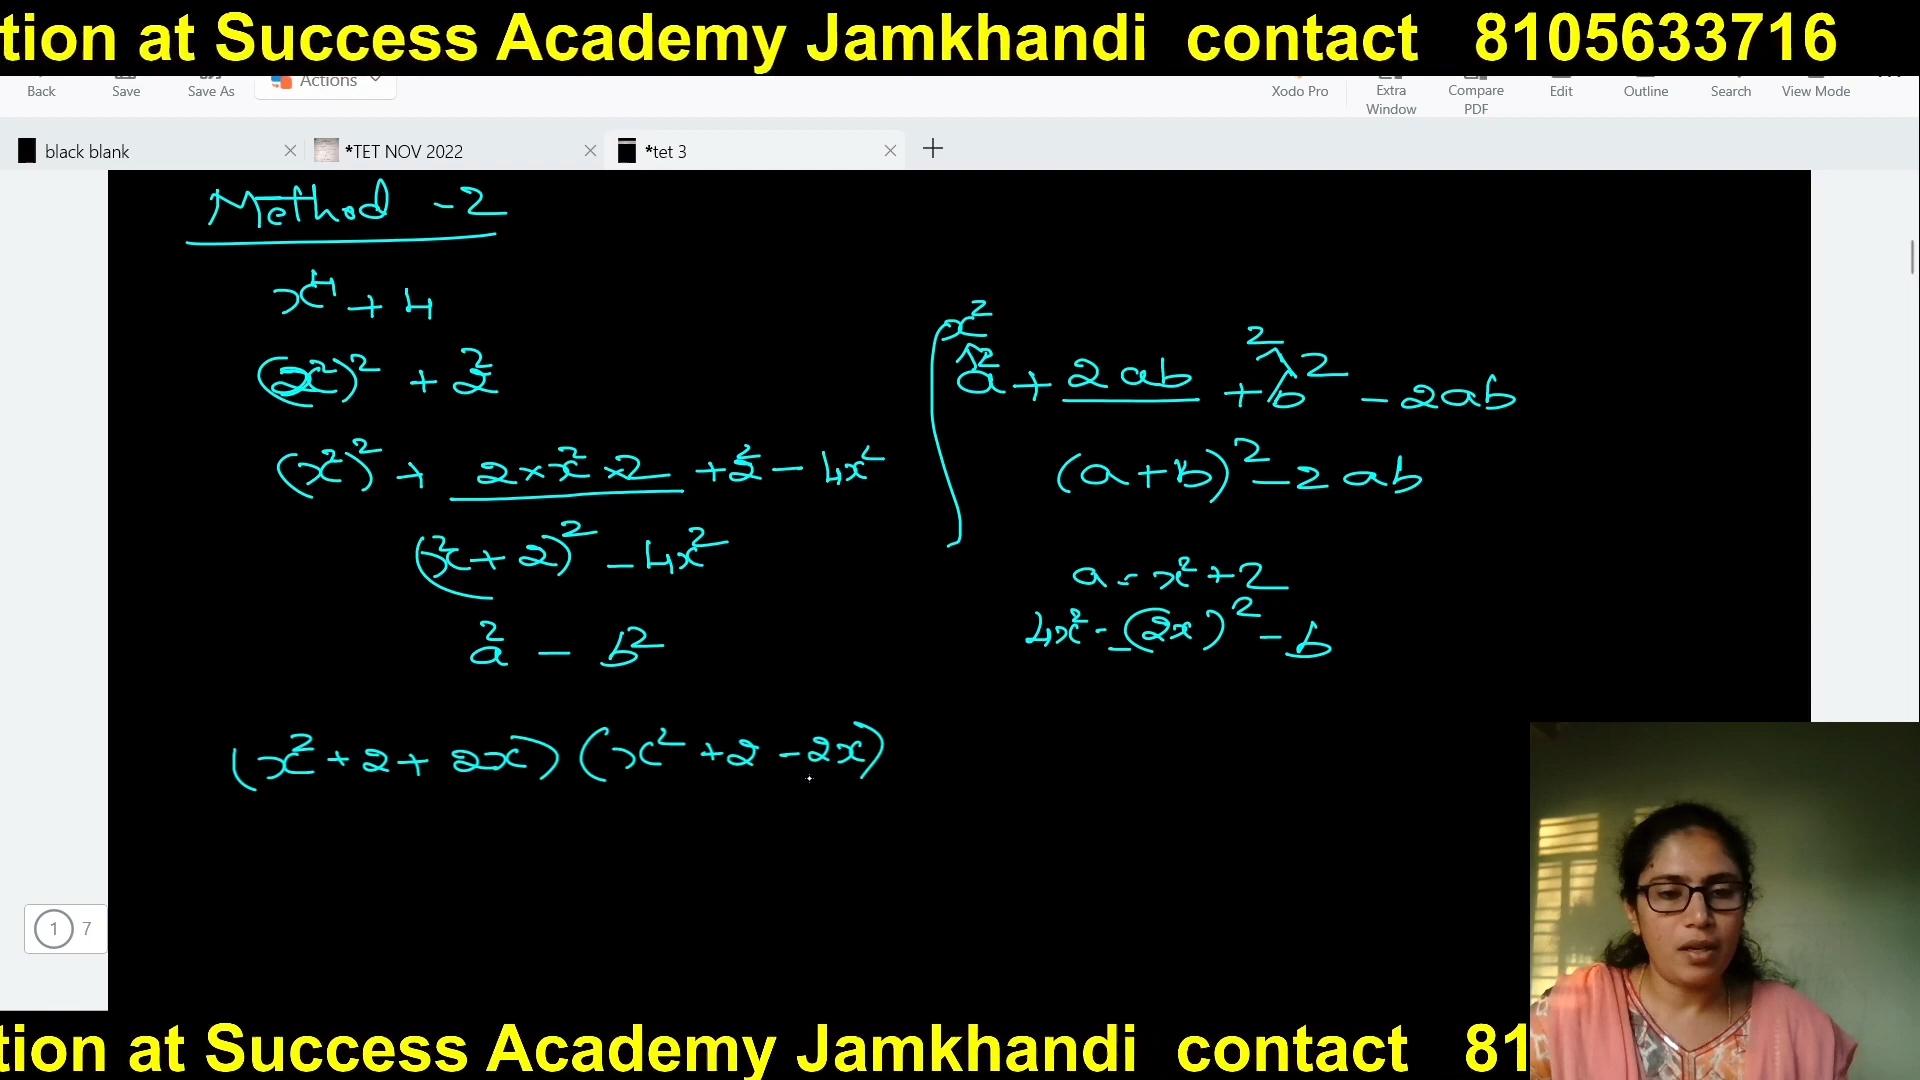 tion at Success Academy Jamkhandi contact 8105633716
Back Save Save As Actions Xodo Pro Extra Window Compare PDF Edit Outline Search View Mode
black blank *TET NOV 2022 *tet 3
Method - 2
x⁴ + 4
(x²)² + 2²
(x²)² + 2 × x² × 2 + 2² - 4x²
(x² + 2)² - 4x²
a² - b²
(x² + 2 + 2x) (x² + 2 - 2x)
x² 2
a² + 2ab + b² - 2ab
(a + b)² - 2ab
a = x² + 2
4x² = (2x)² = b
1 7
tion at Success Academy Jamkhandi contact 81